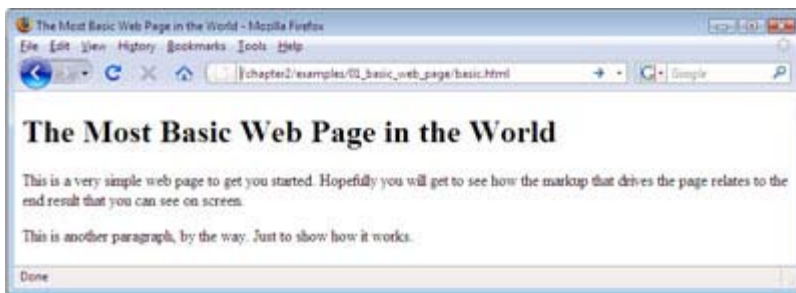 The Most Basic Web Page in the World - Mozilla Firefox
File Edit View History Bookmarks Tools Help
/chapter2/examples/01_basic_web_page/basic.html Google
The Most Basic Web Page in the World
This is a very simple web page to get you started. Hopefully you will get to see how the markup that drives the page relates to the
end result that you can see on screen.
This is another paragraph, by the way. Just to show how it works.
Done